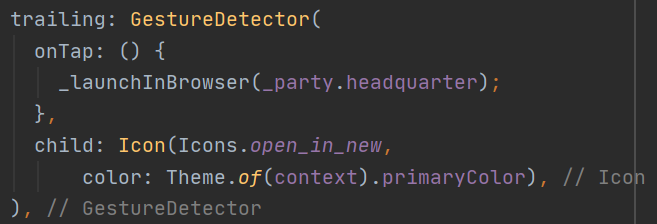 trailing: GestureDetector(
onTap: () {
_launchInBrowser(_party.headquarter);
},
child: Icon(Icons.open_in_new,
color: Theme.of(context).primaryColor), // Icon
), // GestureDetector